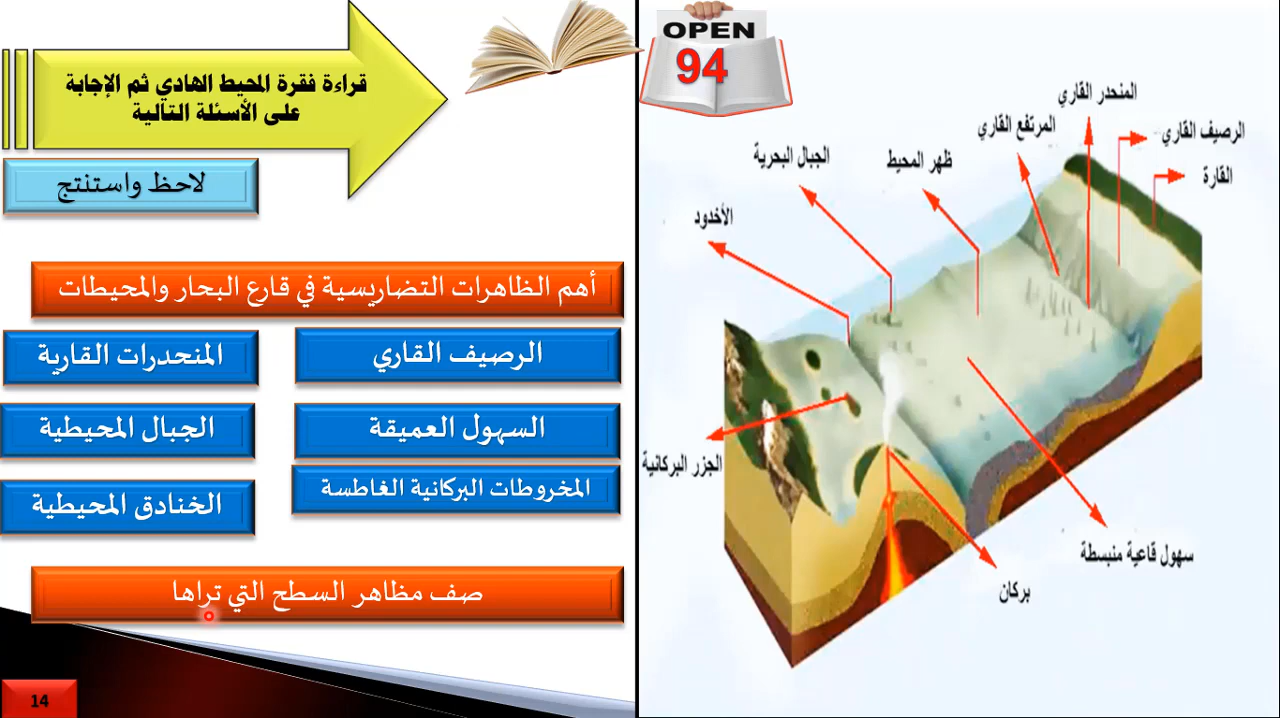 قراءة فقرة المحيط الهادي ثم الإجابة
على الأسئلة التالية
لاحظ واستنتج
أهم الظاهرات التضاريسية في قارع البحار والمحيطات
الرصيف القاري
المنحدرات القارية
السهول العميقة
الجبال المحيطية
المخروطات البركانية الغاطسة
الخنادق المحيطية
صف مظاهر السطح التي تراها
14
OPEN
94
المنحدر القاري
المرتفع القاري
الرصيف القاري
الجبال البحرية
ظهر المحيط
القارة
الأخدود
الجزر البركانية
سهول قاعية منبسطة
بركان